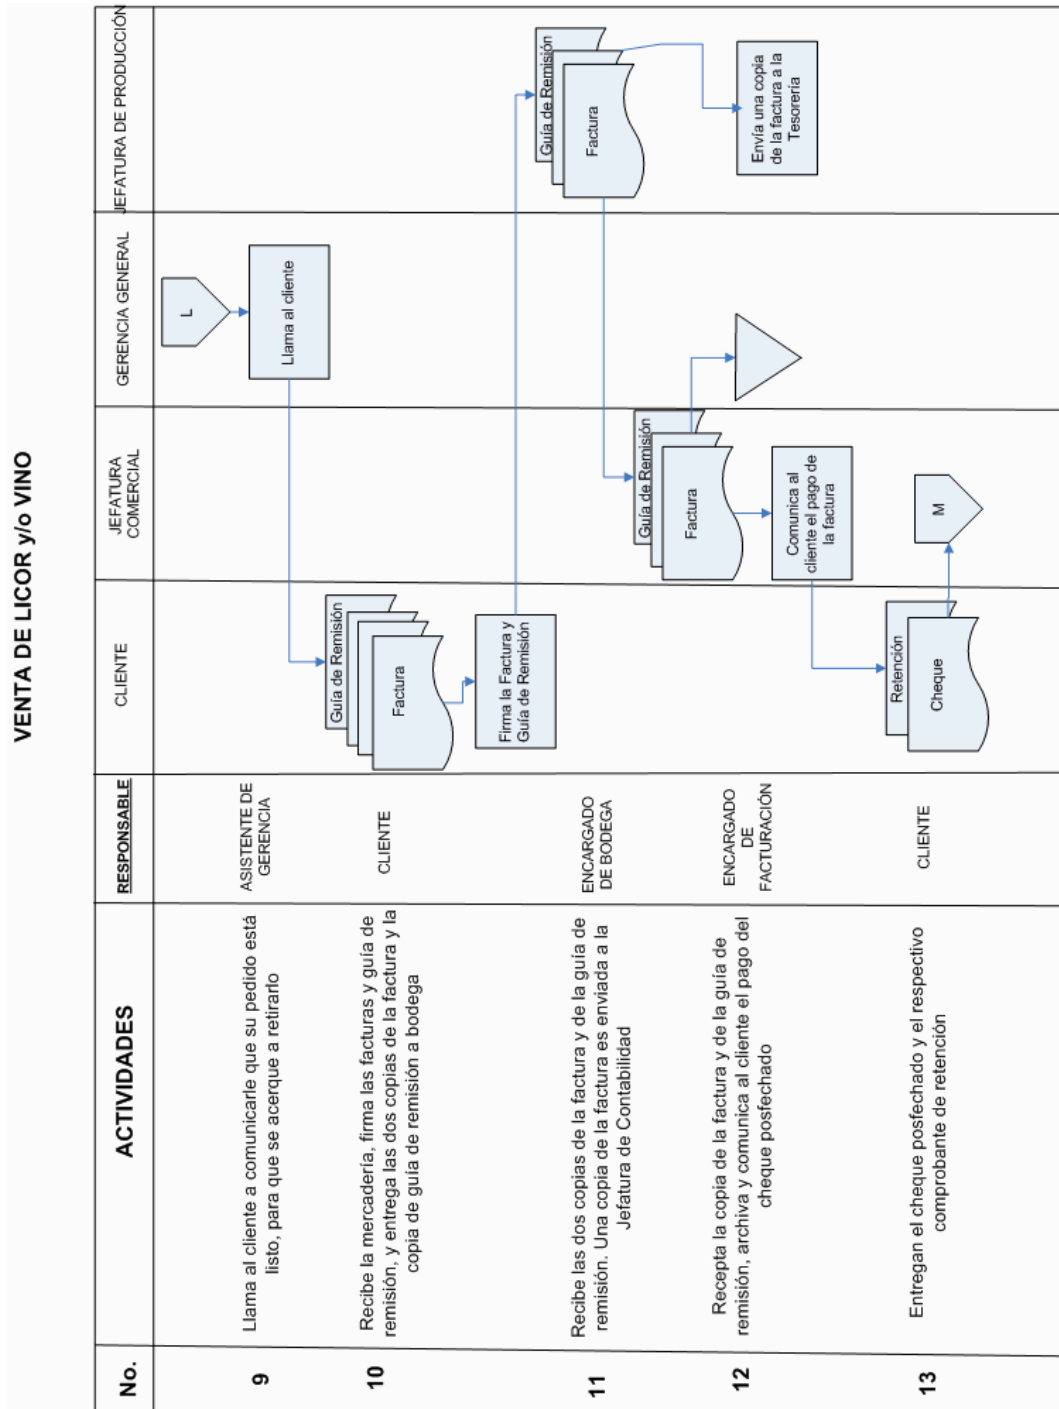 VENTA DE LICOR y/o VINO
No.
ACTIVIDADES
RESPONSABLE
CLIENTE
JEFATURA
COMERCIAL
GERENCIA GENERAL
JEFATURA DE PRODUCCIÓN
9
Llama al cliente a comunicarle que su pedido está
listo, para que se acerque a retirarlo
ASISTENTE DE
GERENCIA
L
Llama al cliente
10
Recibe la mercadería, firma las facturas y guía de
remisión, y entrega las dos copias de la factura y la
copia de guía de remisión a bodega
CLIENTE
Guía de Remisión
Factura
Firma la Factura y
Guía de Remisión
11
Recibe las dos copias de la factura y de la guía de
remisión. Una copia de la factura es enviada a la
Jefatura de Contabilidad
ENCARGADO
DE BODEGA
Guía de Remisión
Factura
12
Recepta la copia de la factura y de la guía de
remisión, archiva y comunica al cliente el pago del
cheque posfechado
ENCARGADO
DE
FACTURACIÓN
Guía de Remisión
Factura
Comunica al
cliente el pago de
la factura
Envía una copia
de la factura a la
Tesorería
13
Entregan el cheque posfechado y el respectivo
comprobante de retención
CLIENTE
Retención
Cheque
M